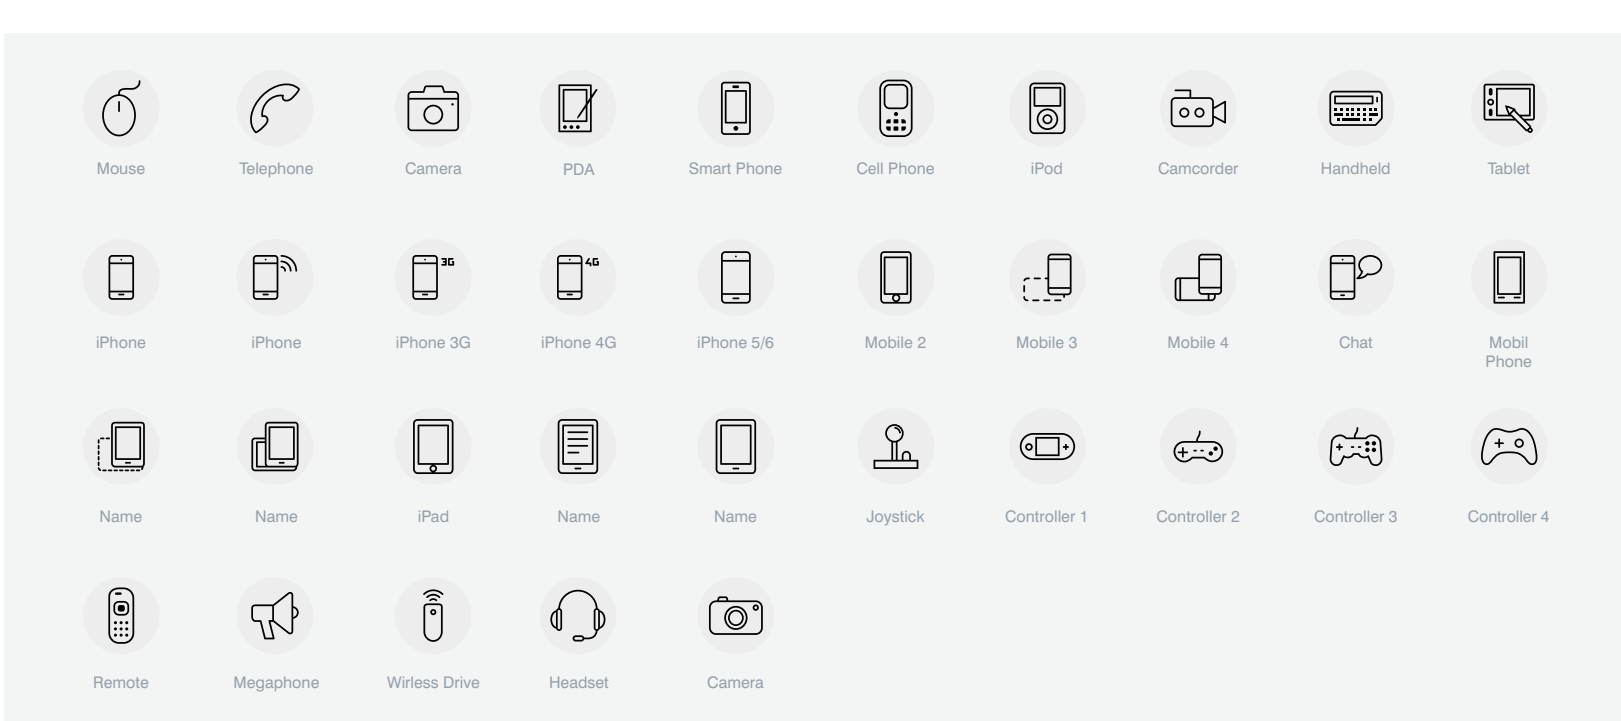 Mouse
Telephone
Camera
PDA
Smart Phone
Cell Phone
iPod
Camcorder
Handheld
Tablet
3G
4G
iPhone
iPhone
iPhone 3G
iPhone 4G
iPhone 5/6
Mobile 2
Mobile 3
Mobile 4
Chat
Mobil
Phone
Name
Name
iPad
Name
Name
Joystick
Controller 1
Controller 2
Controller 3
Controller 4
Remote
Megaphone
Wirless Drive
Headset
Camera